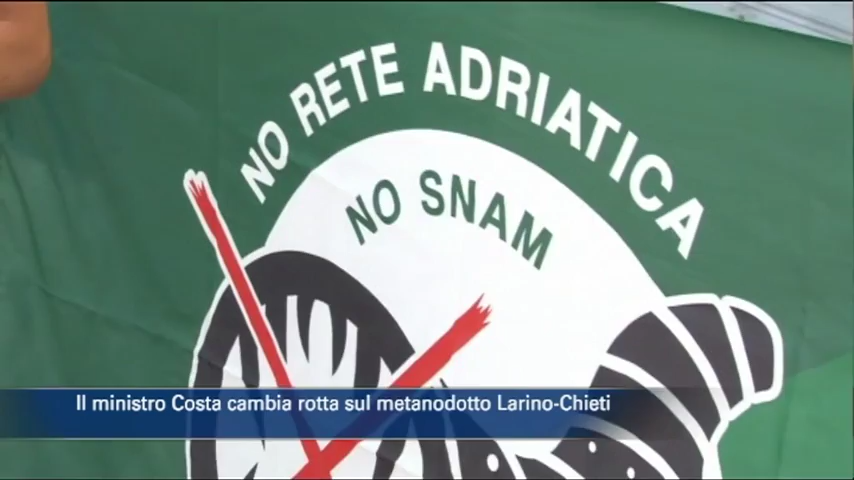 NO RETE ADRIATICA
NO SNAM
Il ministro Costa cambia rotta sul metanodotto Larino-Chieti